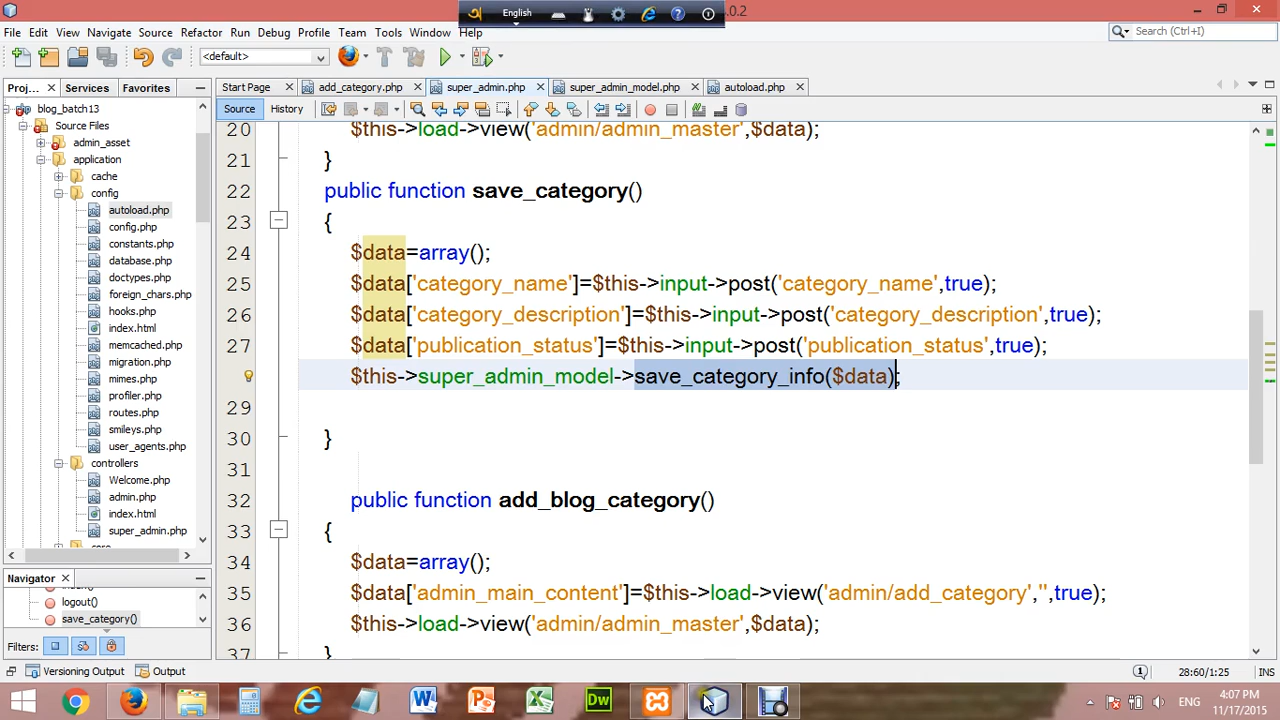 English
.0.2
File Edit View Navigate Source Refactor Run Debug Profile Team Tools Window Help
Search (Ctrl+I)
<default>
Proj... Services Favorites
Start Page add_category.php super_admin.php super_admin_model.php autoload.php
Source History
blog_batch13
Source Files
admin_asset
application
cache
config
autoload.php
config.php
constants.php
database.php
doctypes.php
foreign_chars.php
hooks.php
index.html
memcached.php
migration.php
mimes.php
profiler.php
routes.php
smileys.php
user_agents.php
controllers
Welcome.php
admin.php
index.html
super_admin.php
Navigator
logout()
save_category()
Filters:
20 $this->load->view('admin/admin_master',$data);
21 }
22 public function save_category()
23 {
24 $data=array();
25 $data['category_name']=$this->input->post('category_name',true);
26 $data['category_description']=$this->input->post('category_description',true);
27 $data['publication_status']=$this->input->post('publication_status',true);
$this->super_admin_model->save_category_info($data);
29
30 }
31
32 public function add_blog_category()
33 {
34 $data=array();
35 $data['admin_main_content']=$this->load->view('admin/add_category','',true);
36 $this->load->view('admin/admin_master',$data);
37 }
Versioning Output Output
28:60/1:25 INS
ENG
4:07 PM
11/17/2015